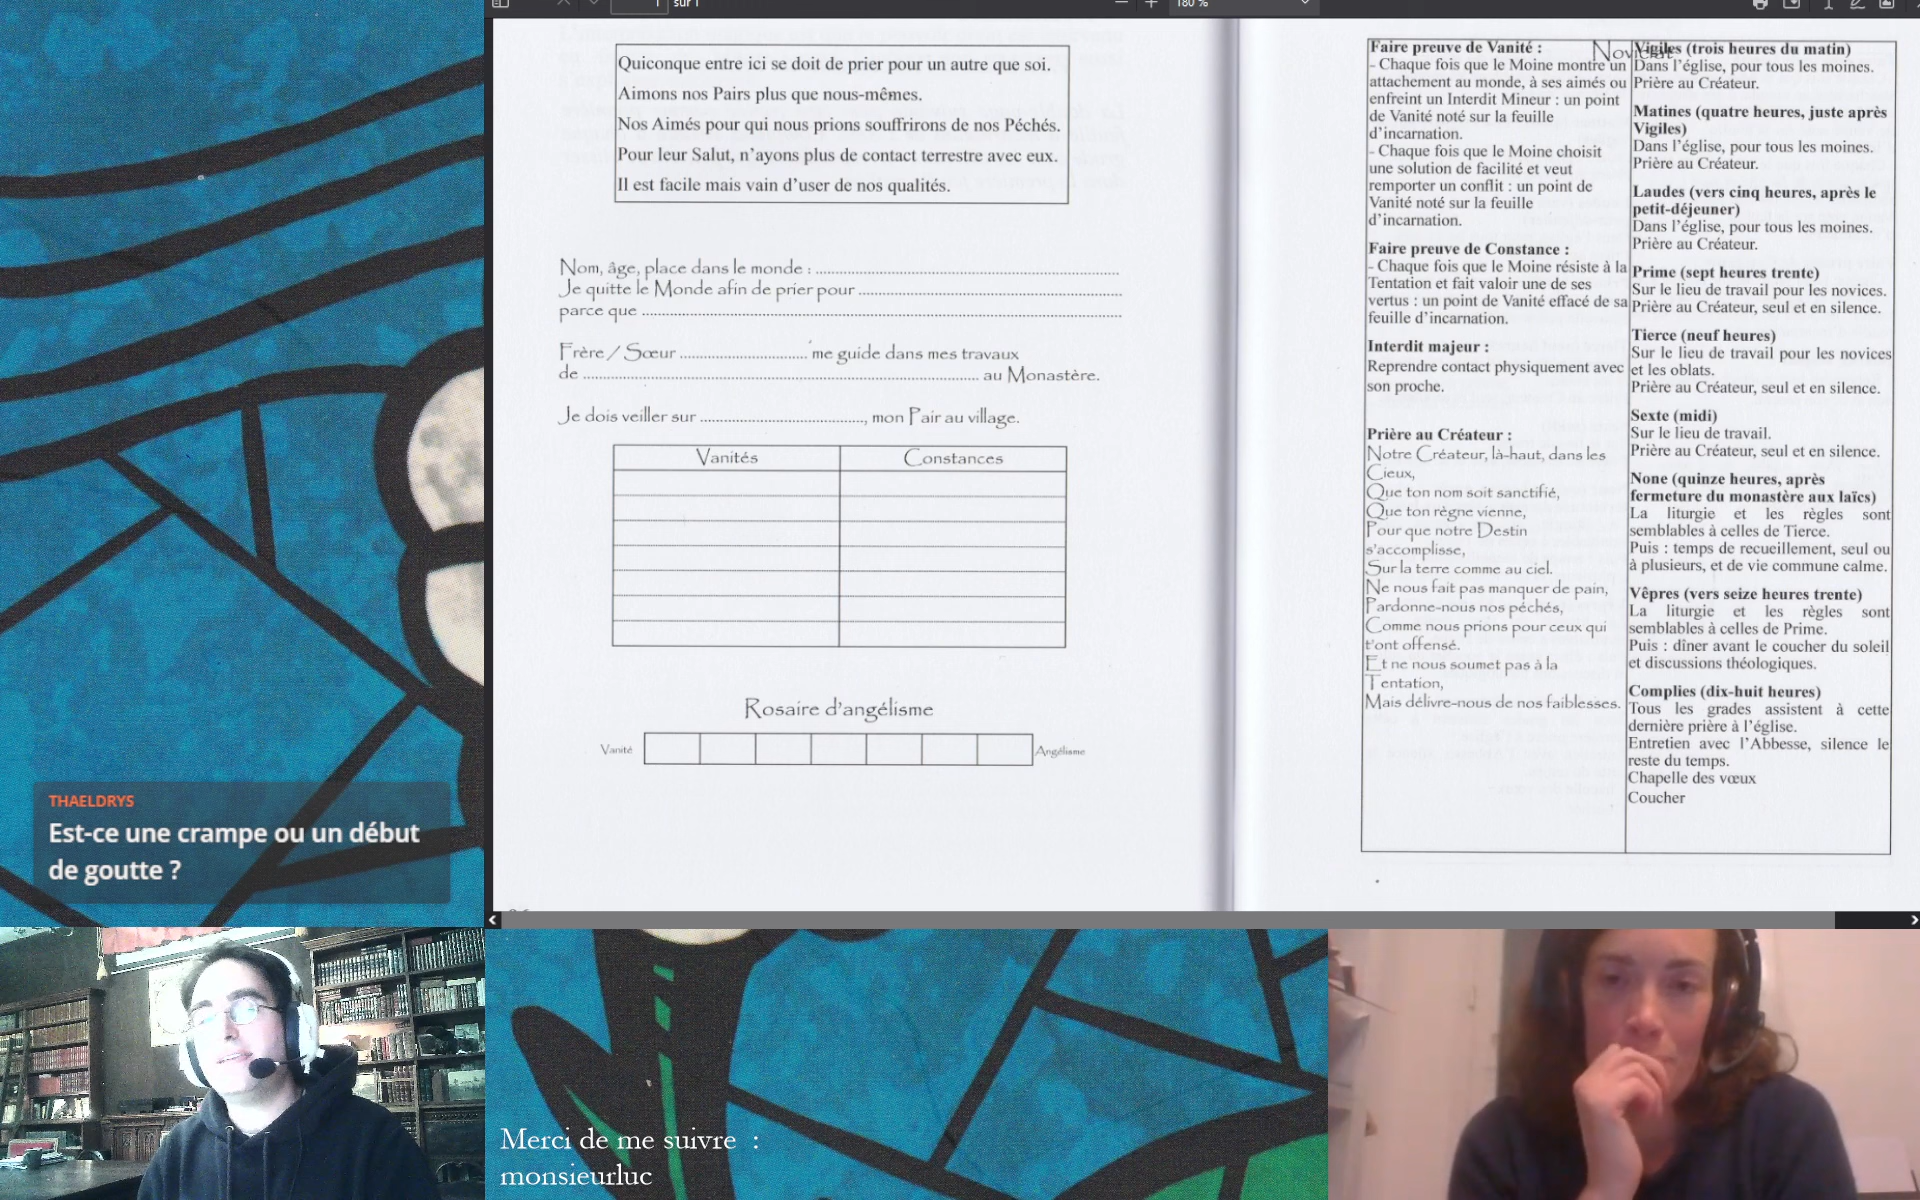 1 sur 1
180 %
Quiconque entre ici se doit de prier pour un autre que soi.
Aimons nos Pairs plus que nous-mêmes.
Nos Aimés pour qui nous prions souffrirons de nos Péchés.
Pour leur Salut, n'ayons plus de contact terrestre avec eux.
Il est facile mais vain d'user de nos qualités.
Nom, âge, place dans le monde :
Je quitte le Monde afin de prier pour
parce que
Frère / Sœur me guide dans mes travaux
de au Monastère.
Je dois veiller sur , mon Pair au village.
Vanités Constances
Rosaire d'angélisme
Vanité Angélisme
Novi
Faire preuve de Vanité :
- Chaque fois que le Moine montre un
attachement au monde, à ses aimés ou
enfreint un Interdit Mineur : un point
de Vanité noté sur la feuille
d'incarnation.
- Chaque fois que le Moine choisit
une solution de facilité et veut
remporter un conflit : un point de
Vanité noté sur la feuille
d'incarnation.
Faire preuve de Constance :
- Chaque fois que le Moine résiste à la
Tentation et fait valoir une de ses
vertus : un point de Vanité effacé de sa
feuille d'incarnation.
Interdit majeur :
Reprendre contact physiquement avec
son proche.
Prière au Créateur :
Notre Créateur, là-haut, dans les
Cieux,
Que ton nom soit sanctifié,
Que ton règne vienne,
Pour que notre Destin
s'accomplisse,
Sur la terre comme au ciel.
Ne nous fait pas manquer de pain,
Pardonne-nous nos péchés,
Comme nous prions pour ceux qui
t'ont offensé.
Et ne nous soumet pas à la
Tentation,
Mais délivre-nous de nos faiblesses.
Vigiles (trois heures du matin)
Dans l'église, pour tous les moines.
Prière au Créateur.
Matines (quatre heures, juste après
Vigiles)
Dans l'église, pour tous les moines.
Prière au Créateur.
Laudes (vers cinq heures, après le
petit-déjeuner)
Dans l'église, pour tous les moines.
Prière au Créateur.
Prime (sept heures trente)
Sur le lieu de travail pour les novices.
Prière au Créateur, seul et en silence.
Tierce (neuf heures)
Sur le lieu de travail pour les novices
et les oblats.
Prière au Créateur, seul et en silence.
Sexte (midi)
Sur le lieu de travail.
Prière au Créateur, seul et en silence.
None (quinze heures, après
fermeture du monastère aux laïcs)
La liturgie et les règles sont
semblables à celles de Tierce.
Puis : temps de recueillement, seul ou
à plusieurs, et de vie commune calme.
Vêpres (vers seize heures trente)
La liturgie et les règles sont
semblables à celles de Prime.
Puis : dîner avant le coucher du soleil
et discussions théologiques.
Complies (dix-huit heures)
Tous les grades assistent à cette
dernière prière à l'église.
Entretien avec l'Abbesse, silence le
reste du temps.
Chapelle des vœux
Coucher
THAELDRYS
Est-ce une crampe ou un début
de goutte ?
Merci de me suivre :
monsieurluc